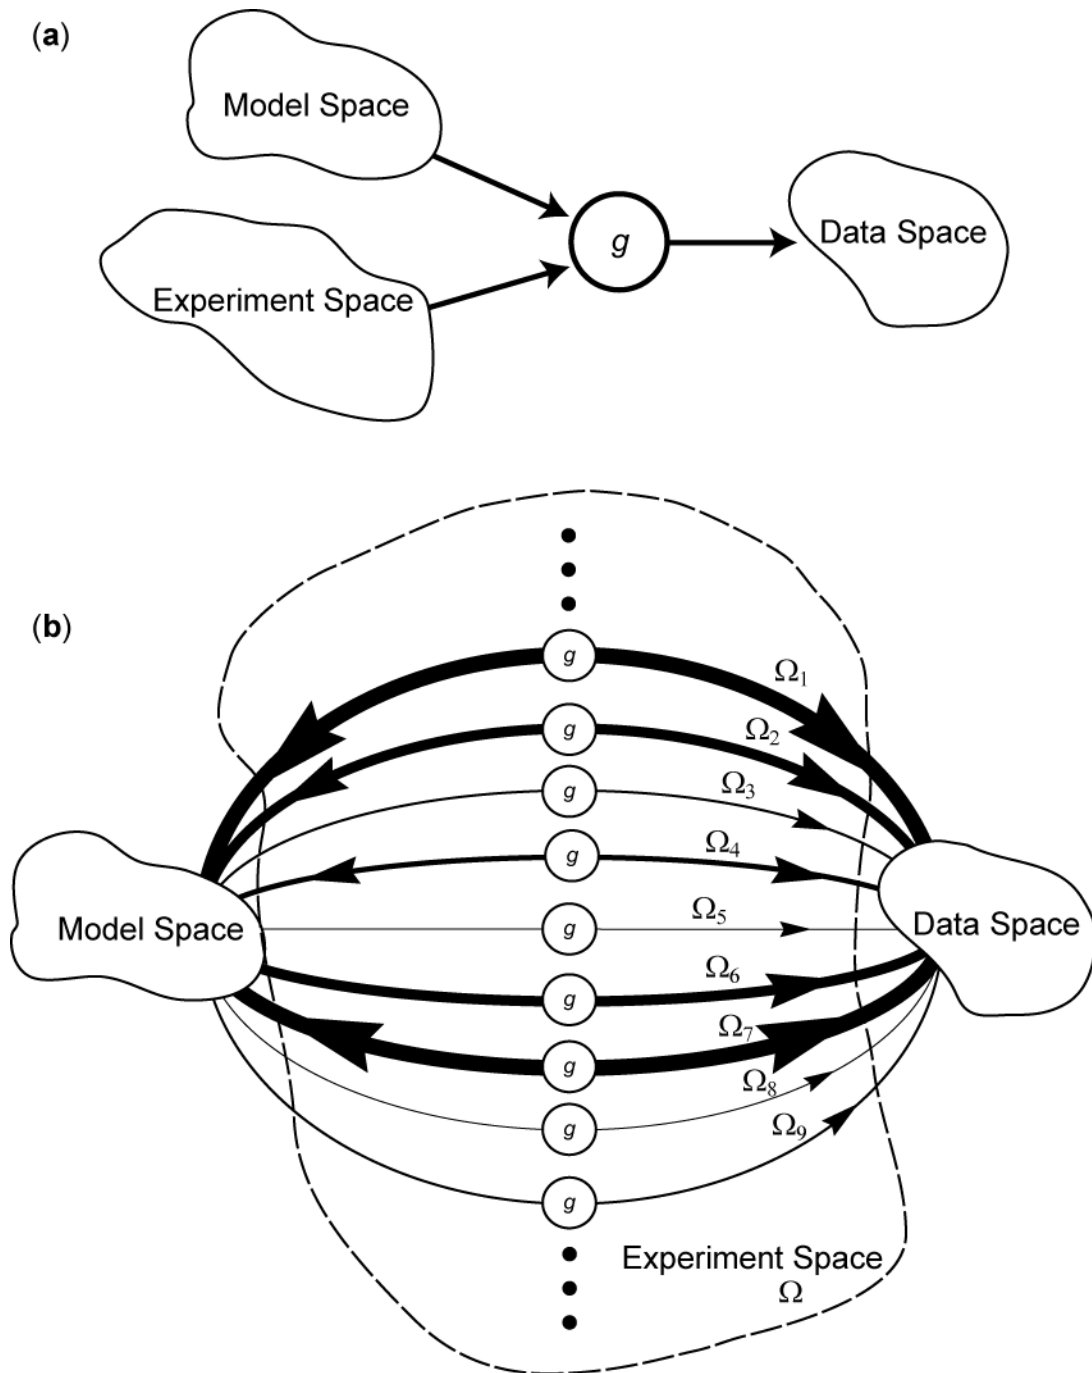 (a)
Model Space
Experiment Space
g
Data Space
(b)
g
Ω1
g
Ω2
g
Ω3
g
Ω4
Model Space
g
Ω5
Data Space
g
Ω6
g
Ω7
g
Ω8
g
Ω9
Experiment Space
Ω